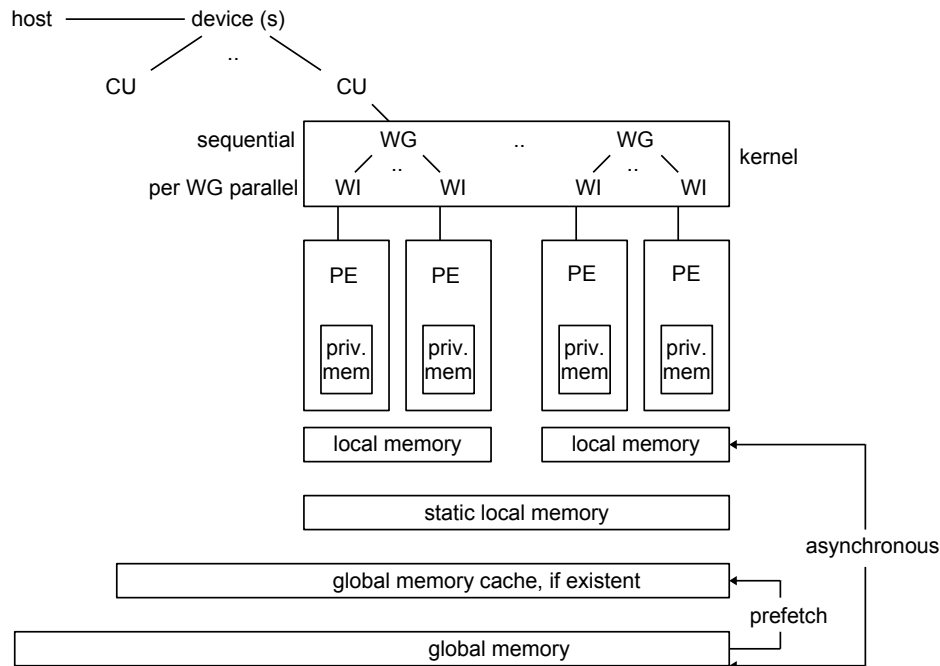 host device (s)
..
CU CU
sequential WG .. WG
kernel
.. ..
per WG parallel WI WI WI WI
PE PE PE PE
priv. priv. priv. priv.
mem mem mem mem
local memory local memory
static local memory
asynchronous
global memory cache, if existent
prefetch
global memory